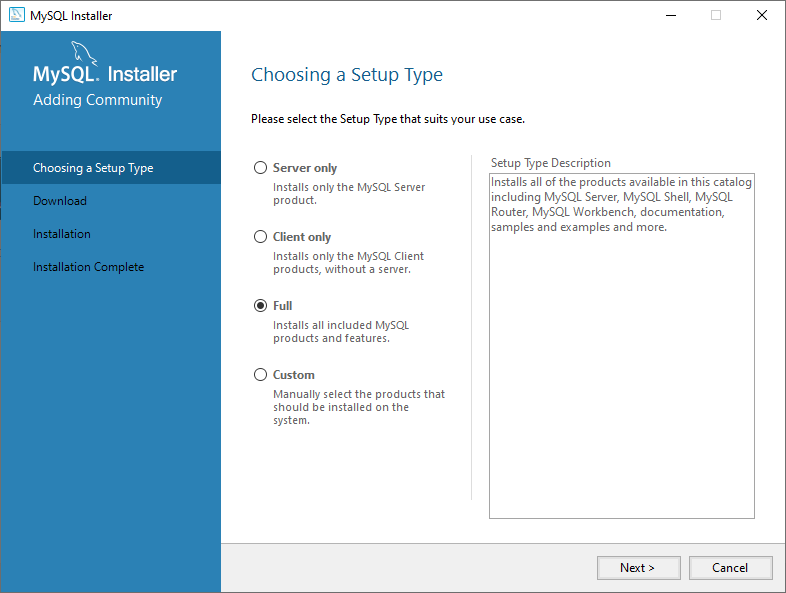 MySQL Installer
MySQL. Installer
Adding Community
Choosing a Setup Type
Download
Installation
Installation Complete
Choosing a Setup Type
Please select the Setup Type that suits your use case.
Server only
Installs only the MySQL Server
product.
Client only
Installs only the MySQL Client
products, without a server.
Full
Installs all included MySQL
products and features.
Custom
Manually select the products that
should be installed on the
system.
Setup Type Description
Installs all of the products available in this catalog
including MySQL Server, MySQL Shell, MySQL
Router, MySQL Workbench, documentation,
samples and examples and more.
Next >
Cancel